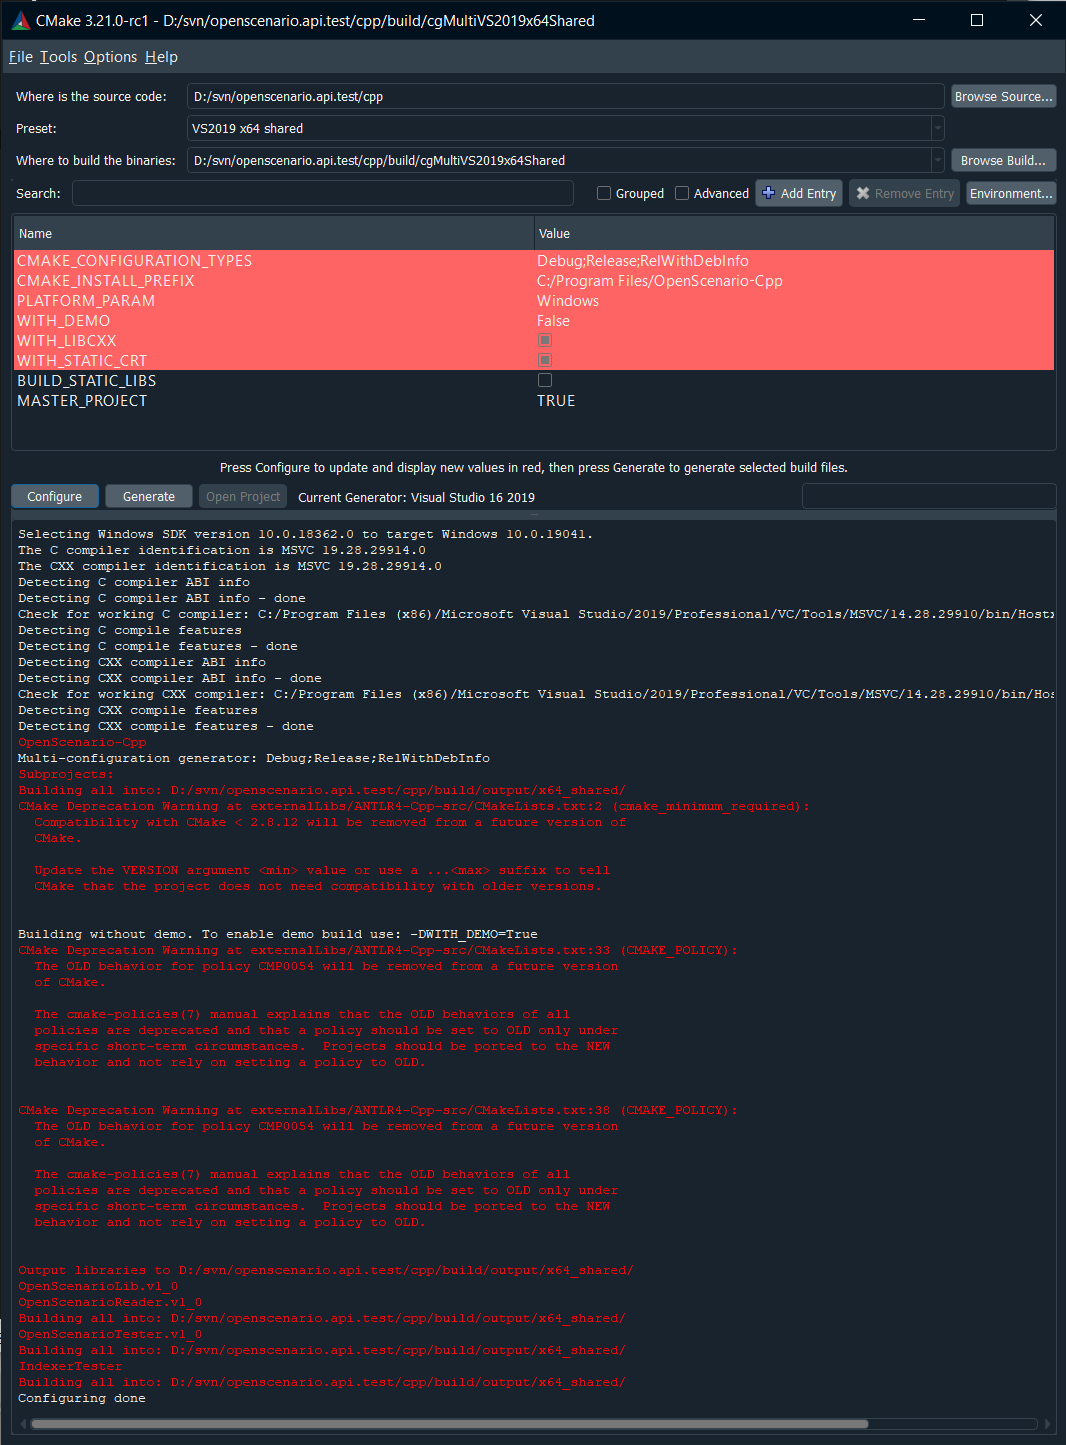 CMake 3.21.0-rc1 - D:/svn/openscenario.api.test/cpp/build/cgMultiVS2019x64Shared
File Tools Options Help
Where is the source code: D:/svn/openscenario.api.test/cpp Browse Source...
Preset: VS2019 x64 shared
Where to build the binaries: D:/svn/openscenario.api.test/cpp/build/cgMultiVS2019x64Shared Browse Build...
Search: Grouped Advanced Add Entry Remove Entry Environment...
Name Value
CMAKE_CONFIGURATION_TYPES Debug;Release;RelWithDebInfo
CMAKE_INSTALL_PREFIX C:/Program Files/OpenScenario-Cpp
PLATFORM_PARAM Windows
WITH_DEMO False
WITH_LIBCXX
WITH_STATIC_CRT
BUILD_STATIC_LIBS
MASTER_PROJECT TRUE
Press Configure to update and display new values in red, then press Generate to generate selected build files.
Configure Generate Open Project Current Generator: Visual Studio 16 2019
Selecting Windows SDK version 10.0.18362.0 to target Windows 10.0.19041.
The C compiler identification is MSVC 19.28.29914.0
The CXX compiler identification is MSVC 19.28.29914.0
Detecting C compiler ABI info
Detecting C compiler ABI info - done
Check for working C compiler: C:/Program Files (x86)/Microsoft Visual Studio/2019/Professional/VC/Tools/MSVC/14.28.29910/bin/Hostx
Detecting C compile features
Detecting C compile features - done
Detecting CXX compiler ABI info
Detecting CXX compiler ABI info - done
Check for working CXX compiler: C:/Program Files (x86)/Microsoft Visual Studio/2019/Professional/VC/Tools/MSVC/14.28.29910/bin/Hos
Detecting CXX compile features
Detecting CXX compile features - done
OpenScenario-Cpp
Multi-configuration generator: Debug;Release;RelWithDebInfo
Subprojects:
Building all into: D:/svn/openscenario.api.test/cpp/build/output/x64_shared/
CMake Deprecation Warning at externalLibs/ANTLR4-Cpp-src/CMakeLists.txt:2 (cmake_minimum_required):
Compatibility with CMake < 2.8.12 will be removed from a future version of
CMake.
Update the VERSION argument <min> value or use a ...<max> suffix to tell
CMake that the project does not need compatibility with older versions.
Building without demo. To enable demo build use: -DWITH_DEMO=True
CMake Deprecation Warning at externalLibs/ANTLR4-Cpp-src/CMakeLists.txt:33 (CMAKE_POLICY):
The OLD behavior for policy CMP0054 will be removed from a future version
of CMake.
The cmake-policies(7) manual explains that the OLD behaviors of all
policies are deprecated and that a policy should be set to OLD only under
specific short-term circumstances. Projects should be ported to the NEW
behavior and not rely on setting a policy to OLD.
CMake Deprecation Warning at externalLibs/ANTLR4-Cpp-src/CMakeLists.txt:38 (CMAKE_POLICY):
The OLD behavior for policy CMP0054 will be removed from a future version
of CMake.
The cmake-policies(7) manual explains that the OLD behaviors of all
policies are deprecated and that a policy should be set to OLD only under
specific short-term circumstances. Projects should be ported to the NEW
behavior and not rely on setting a policy to OLD.
Output libraries to D:/svn/openscenario.api.test/cpp/build/output/x64_shared/
OpenScenarioLib.v1_0
OpenScenarioReader.v1_0
Building all into: D:/svn/openscenario.api.test/cpp/build/output/x64_shared/
OpenScenarioTester.v1_0
Building all into: D:/svn/openscenario.api.test/cpp/build/output/x64_shared/
IndexerTester
Building all into: D:/svn/openscenario.api.test/cpp/build/output/x64_shared/
Configuring done